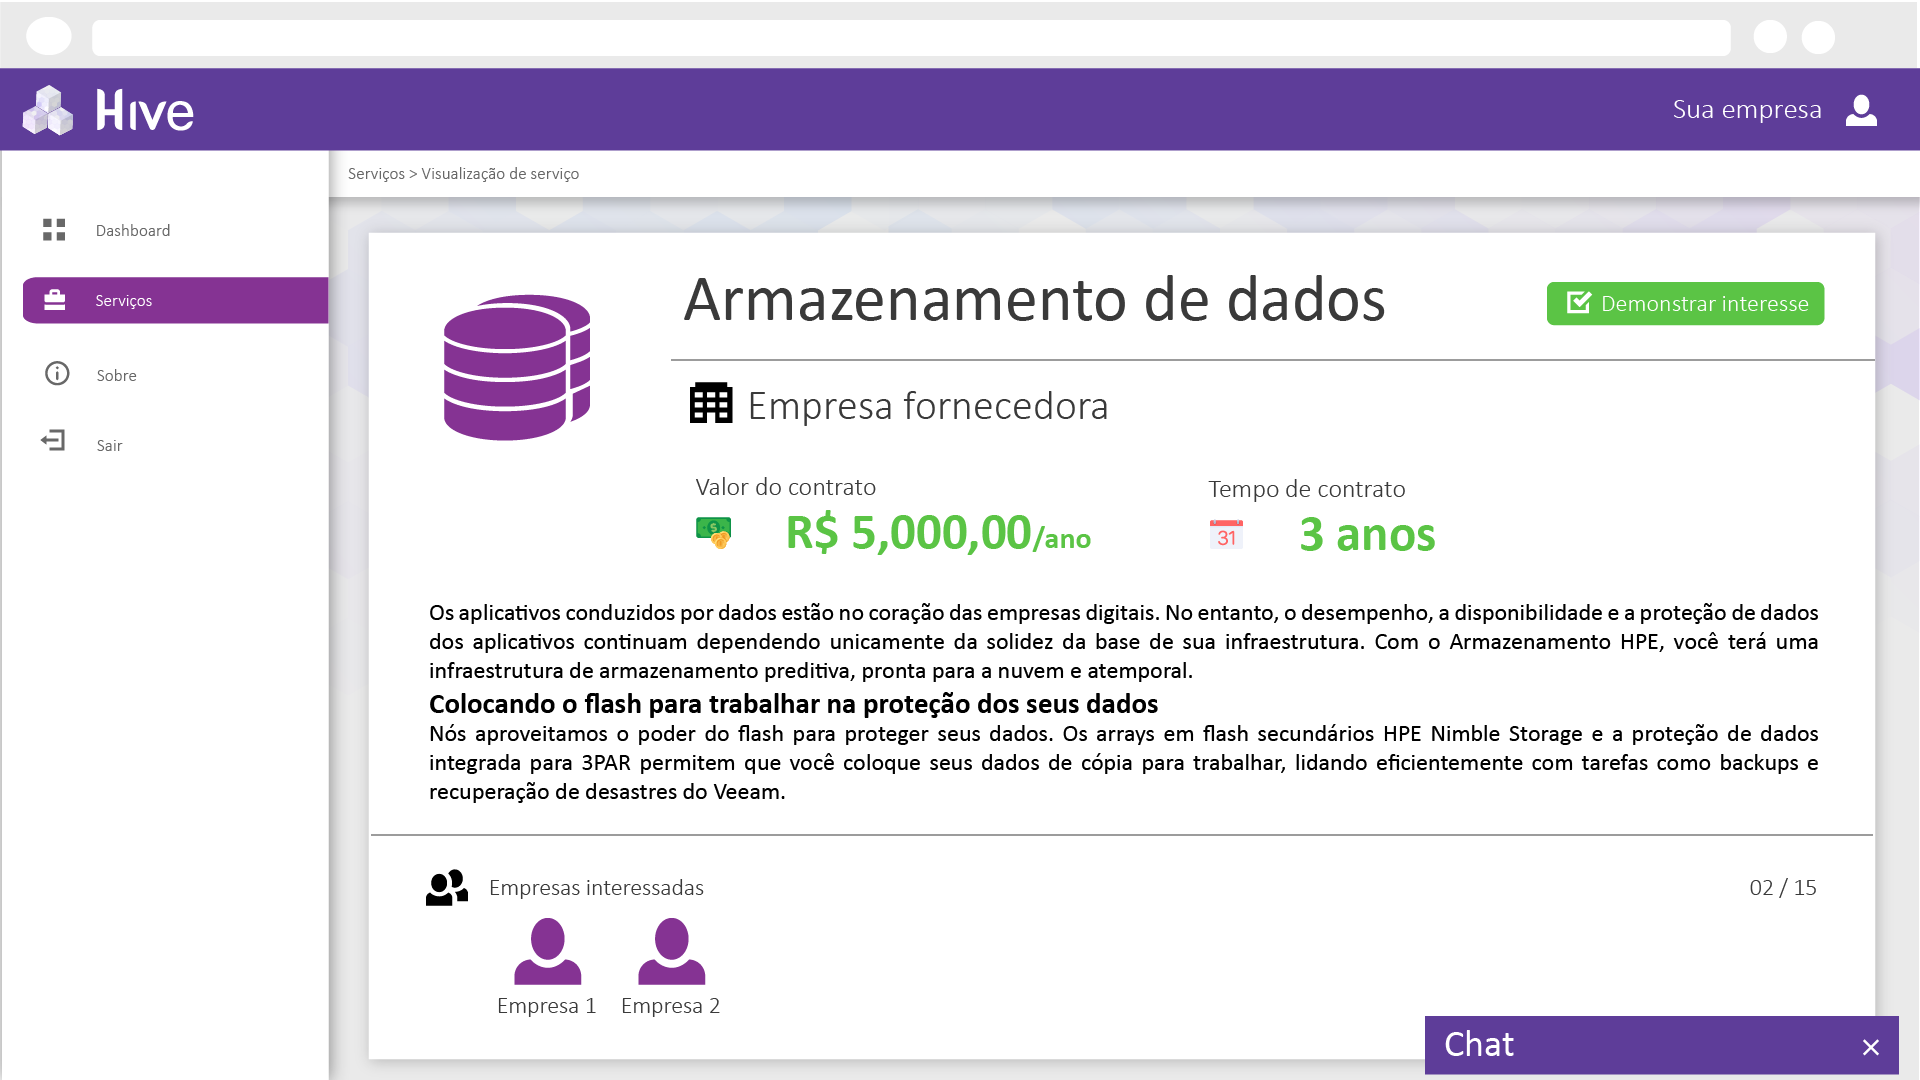 Hive
Sua empresa
Serviços > Visualização de serviço
Dashboard
Serviços
Sobre
Sair
Armazenamento de dados
Demonstrar interesse
Empresa fornecedora
Valor do contrato
R$ 5,000,00/ano
Tempo de contrato
31
3 anos
Os aplicativos conduzidos por dados estão no coração das empresas digitais. No entanto, o desempenho, a disponibilidade e a proteção de dados
dos aplicativos continuam dependendo unicamente da solidez da base de sua infraestrutura. Com o Armazenamento HPE, você terá uma
infraestrutura de armazenamento preditiva, pronta para a nuvem e atemporal.
Colocando o flash para trabalhar na proteção dos seus dados
Nós aproveitamos o poder do flash para proteger seus dados. Os arrays em flash secundários HPE Nimble Storage e a proteção de dados
integrada para 3PAR permitem que você coloque seus dados de cópia para trabalhar, lidando eficientemente com tarefas como backups e
recuperação de desastres do Veeam.
Empresas interessadas
02 / 15
Empresa 1
Empresa 2
Chat